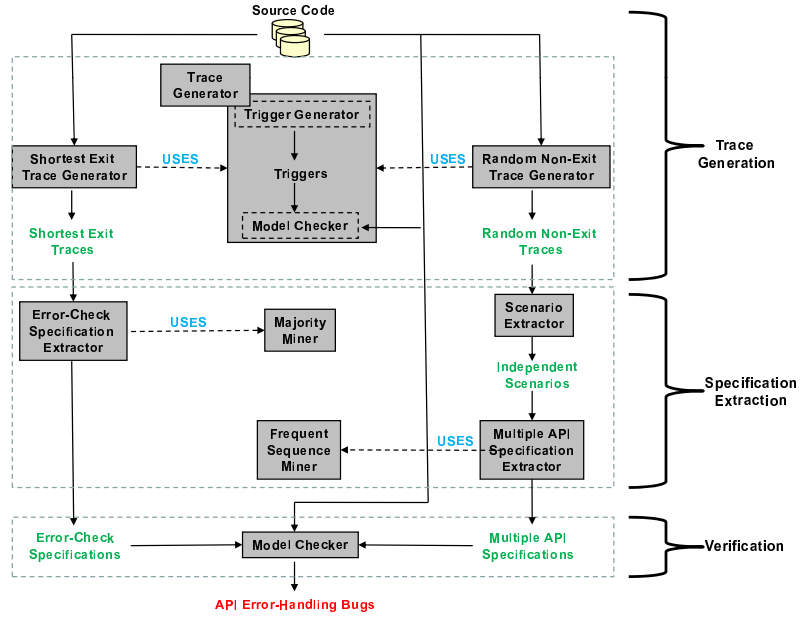 Source Code
Trace
Generator
Trigger Generator
Shortest Exit
Trace Generator
USES
Triggers
USES
Random Non-Exit
Trace Generator
Trace
Generation
Shortest Exit
Traces
Model Checker
Random Non-Exit
Traces
Error-Check
Specification
Extractor
USES
Majority
Miner
Scenario
Extractor
Independent
Scenarios
Specification
Extraction
Frequent
Sequence
Miner
USES
Multiple API
Specification
Extractor
Error-Check
Specifications
Model Checker
Multiple API
Specifications
Verification
API Error-Handling Bugs